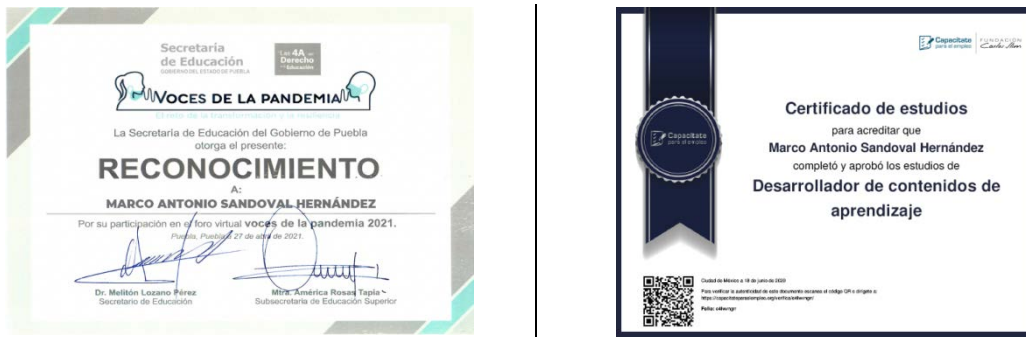 Secretaría
de Educación
GOBIERNO DEL ESTADO DE PUEBLA
Las 4A del
Derecho
a la Educación
VOCES DE LA PANDEMIA
El reto de la transformación y la resiliencia
La Secretaría de Educación del Gobierno de Puebla
otorga el presente:
RECONOCIMIENTO
A:
MARCO ANTONIO SANDOVAL HERNÁNDEZ
Por su participación en el foro virtual voces de la pandemia 2021.
Puebla, Puebla a 27 de abril de 2021.
Dr. Melitón Lozano Pérez
Secretario de Educación
Mtra. América Rosas Tapia
Subsecretaria de Educación Superior
Capacítate
para el empleo
FUNDACIÓN
Carlos Slim
Capacítate
para el empleo
Certificado de estudios
para acreditar que
Marco Antonio Sandoval Hernández
completó y aprobó los estudios de
Desarrollador de contenidos de
aprendizaje
Ciudad de México a 18 de junio de 2020
Para verificar la autenticidad de este documento escanea el código QR o dirígete a:
Folio: